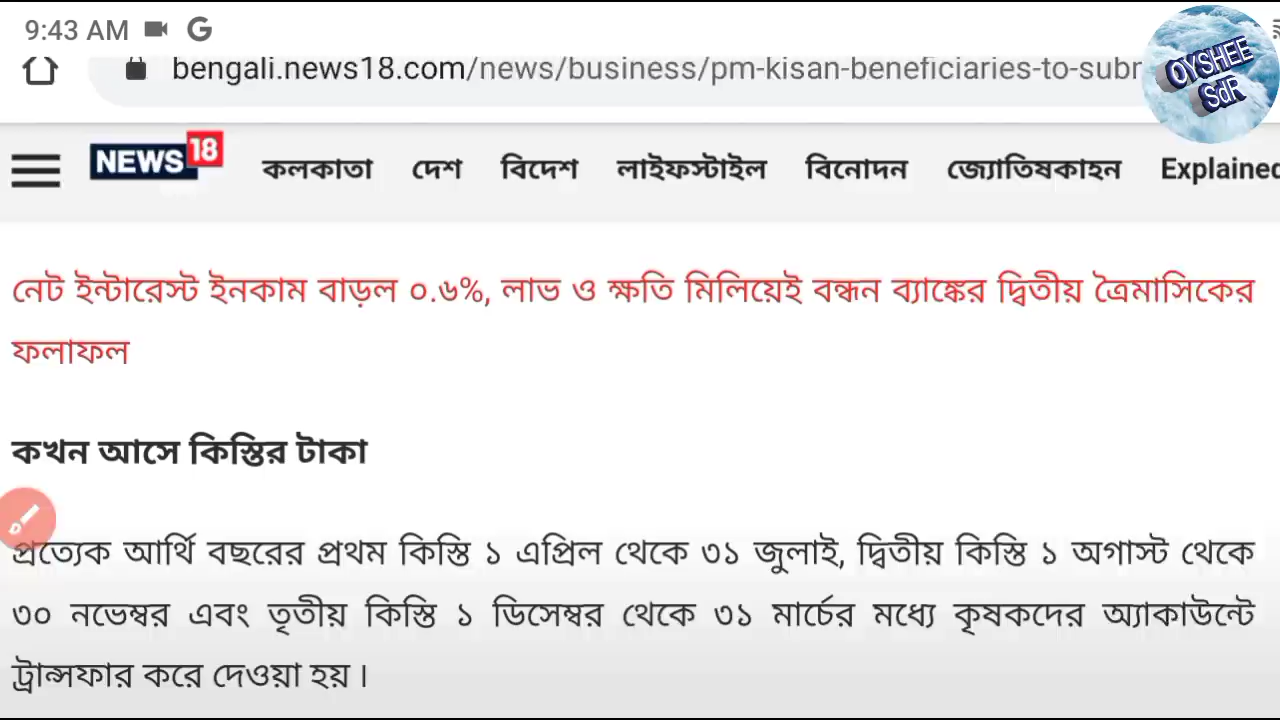 9:43 AM
bengali.news18.com/news/business/pm-kisan-beneficiaries-to-subr
OYSHEE
SdR
NEWS 18 কলকাতা দেশ বিদেশ লাইফস্টাইল বিনোদন জ্যোতিষকাহন Explained
নেট ইন্টারেস্ট ইনকাম বাড়ল ০.৬%, লাভ ও ক্ষতি মিলিয়েই বন্ধন ব্যাঙ্কের দ্বিতীয় ত্রৈমাসিকের
ফলাফল
কখন আসে কিস্তির টাকা
প্রত্যেক আর্থি বছরের প্রথম কিস্তি ১ এপ্রিল থেকে ৩১ জুলাই, দ্বিতীয় কিস্তি ১ অগাস্ট থেকে
৩০ নভেম্বর এবং তৃতীয় কিস্তি ১ ডিসেম্বর থেকে ৩১ মার্চের মধ্যে কৃষকদের অ্যাকাউন্টে
ট্রান্সফার করে দেওয়া হয়।